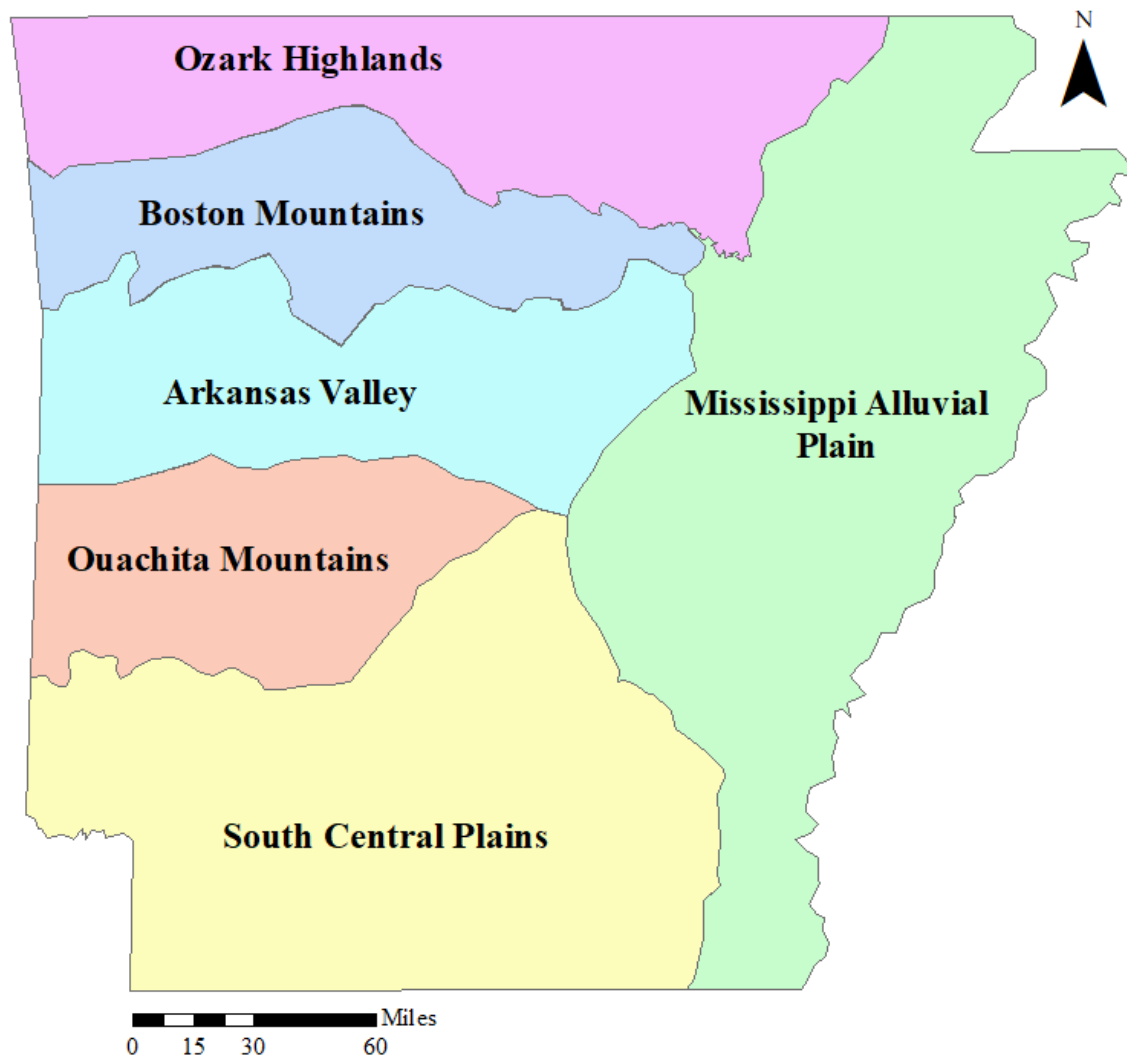 N
Ozark Highlands
Boston Mountains
Arkansas Valley
Mississippi Alluvial
Plain
Ouachita Mountains
South Central Plains
Miles
0 15 30 60